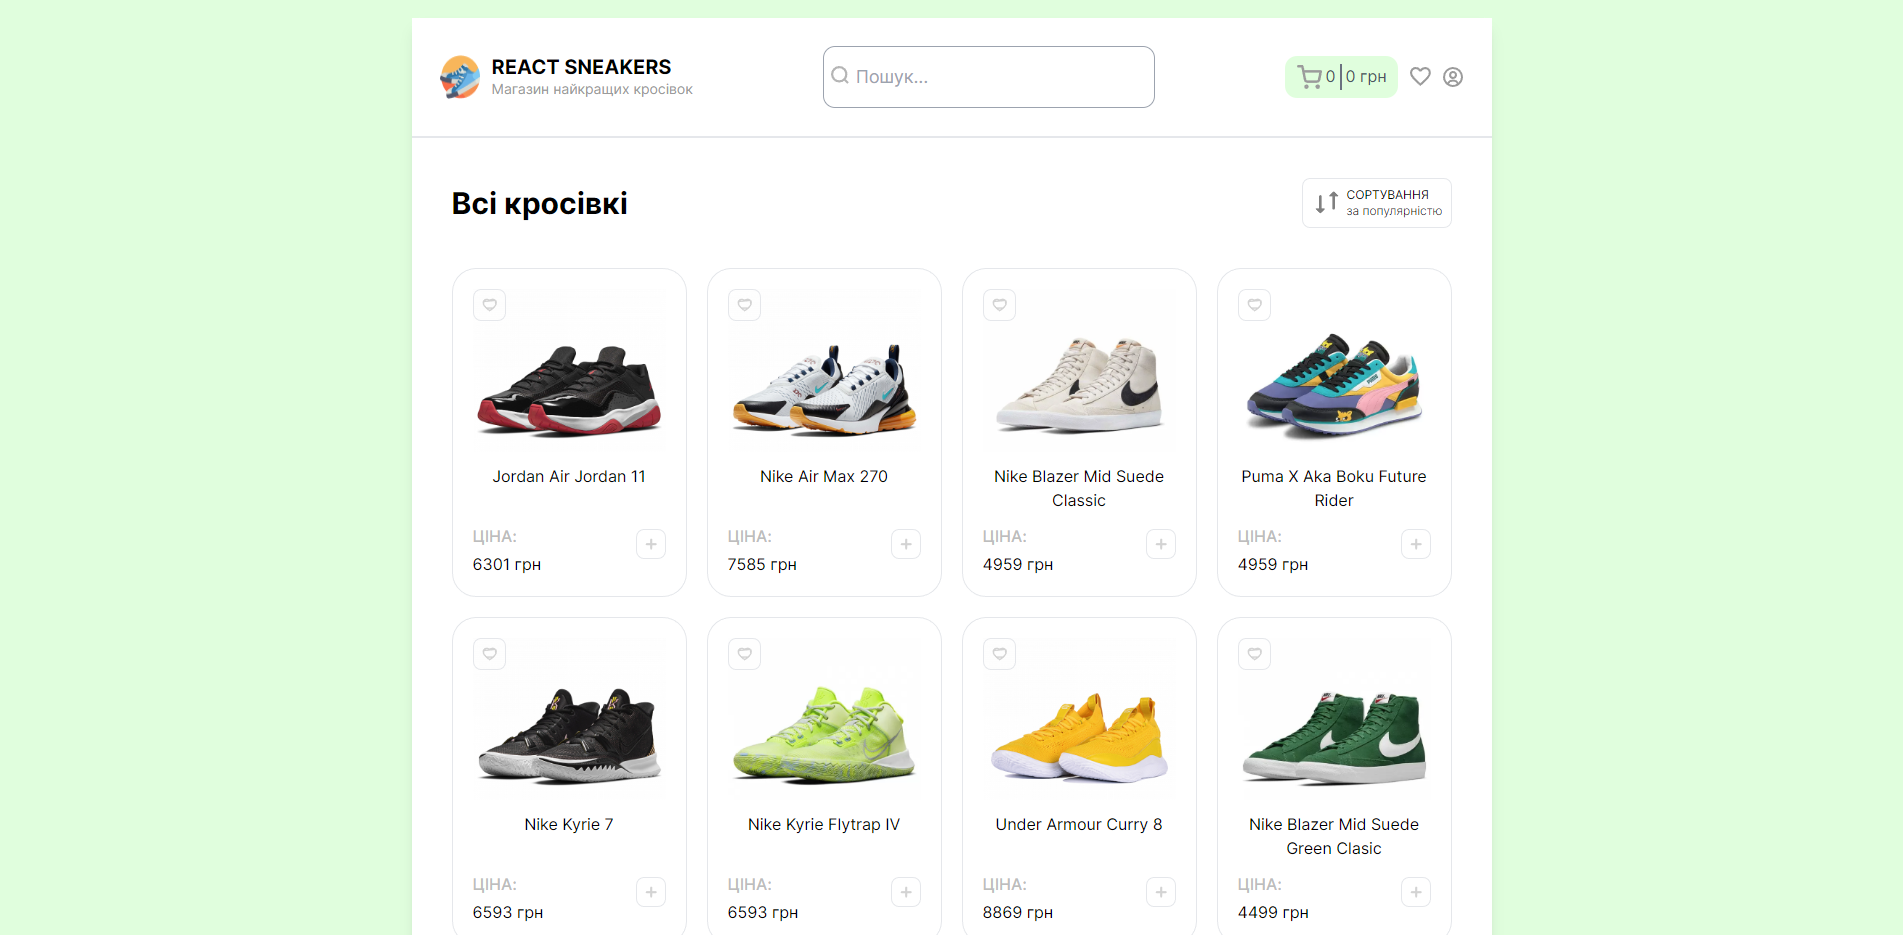 REACT SNEAKERS
Магазин найкращих кросівок
Пошук...
0 0 грн
Всі кросівкі
СОРТУВАННЯ
за популярністю
Jordan Air Jordan 11
ЦІНА:
6301 грн
Nike Air Max 270
ЦІНА:
7585 грн
Nike Blazer Mid Suede
Classic
ЦІНА:
4959 грн
Puma X Aka Boku Future
Rider
ЦІНА:
4959 грн
Nike Kyrie 7
ЦІНА:
6593 грн
Nike Kyrie Flytrap IV
ЦІНА:
6593 грн
Under Armour Curry 8
ЦІНА:
8869 грн
Nike Blazer Mid Suede
Green Clasic
ЦІНА:
4499 грн